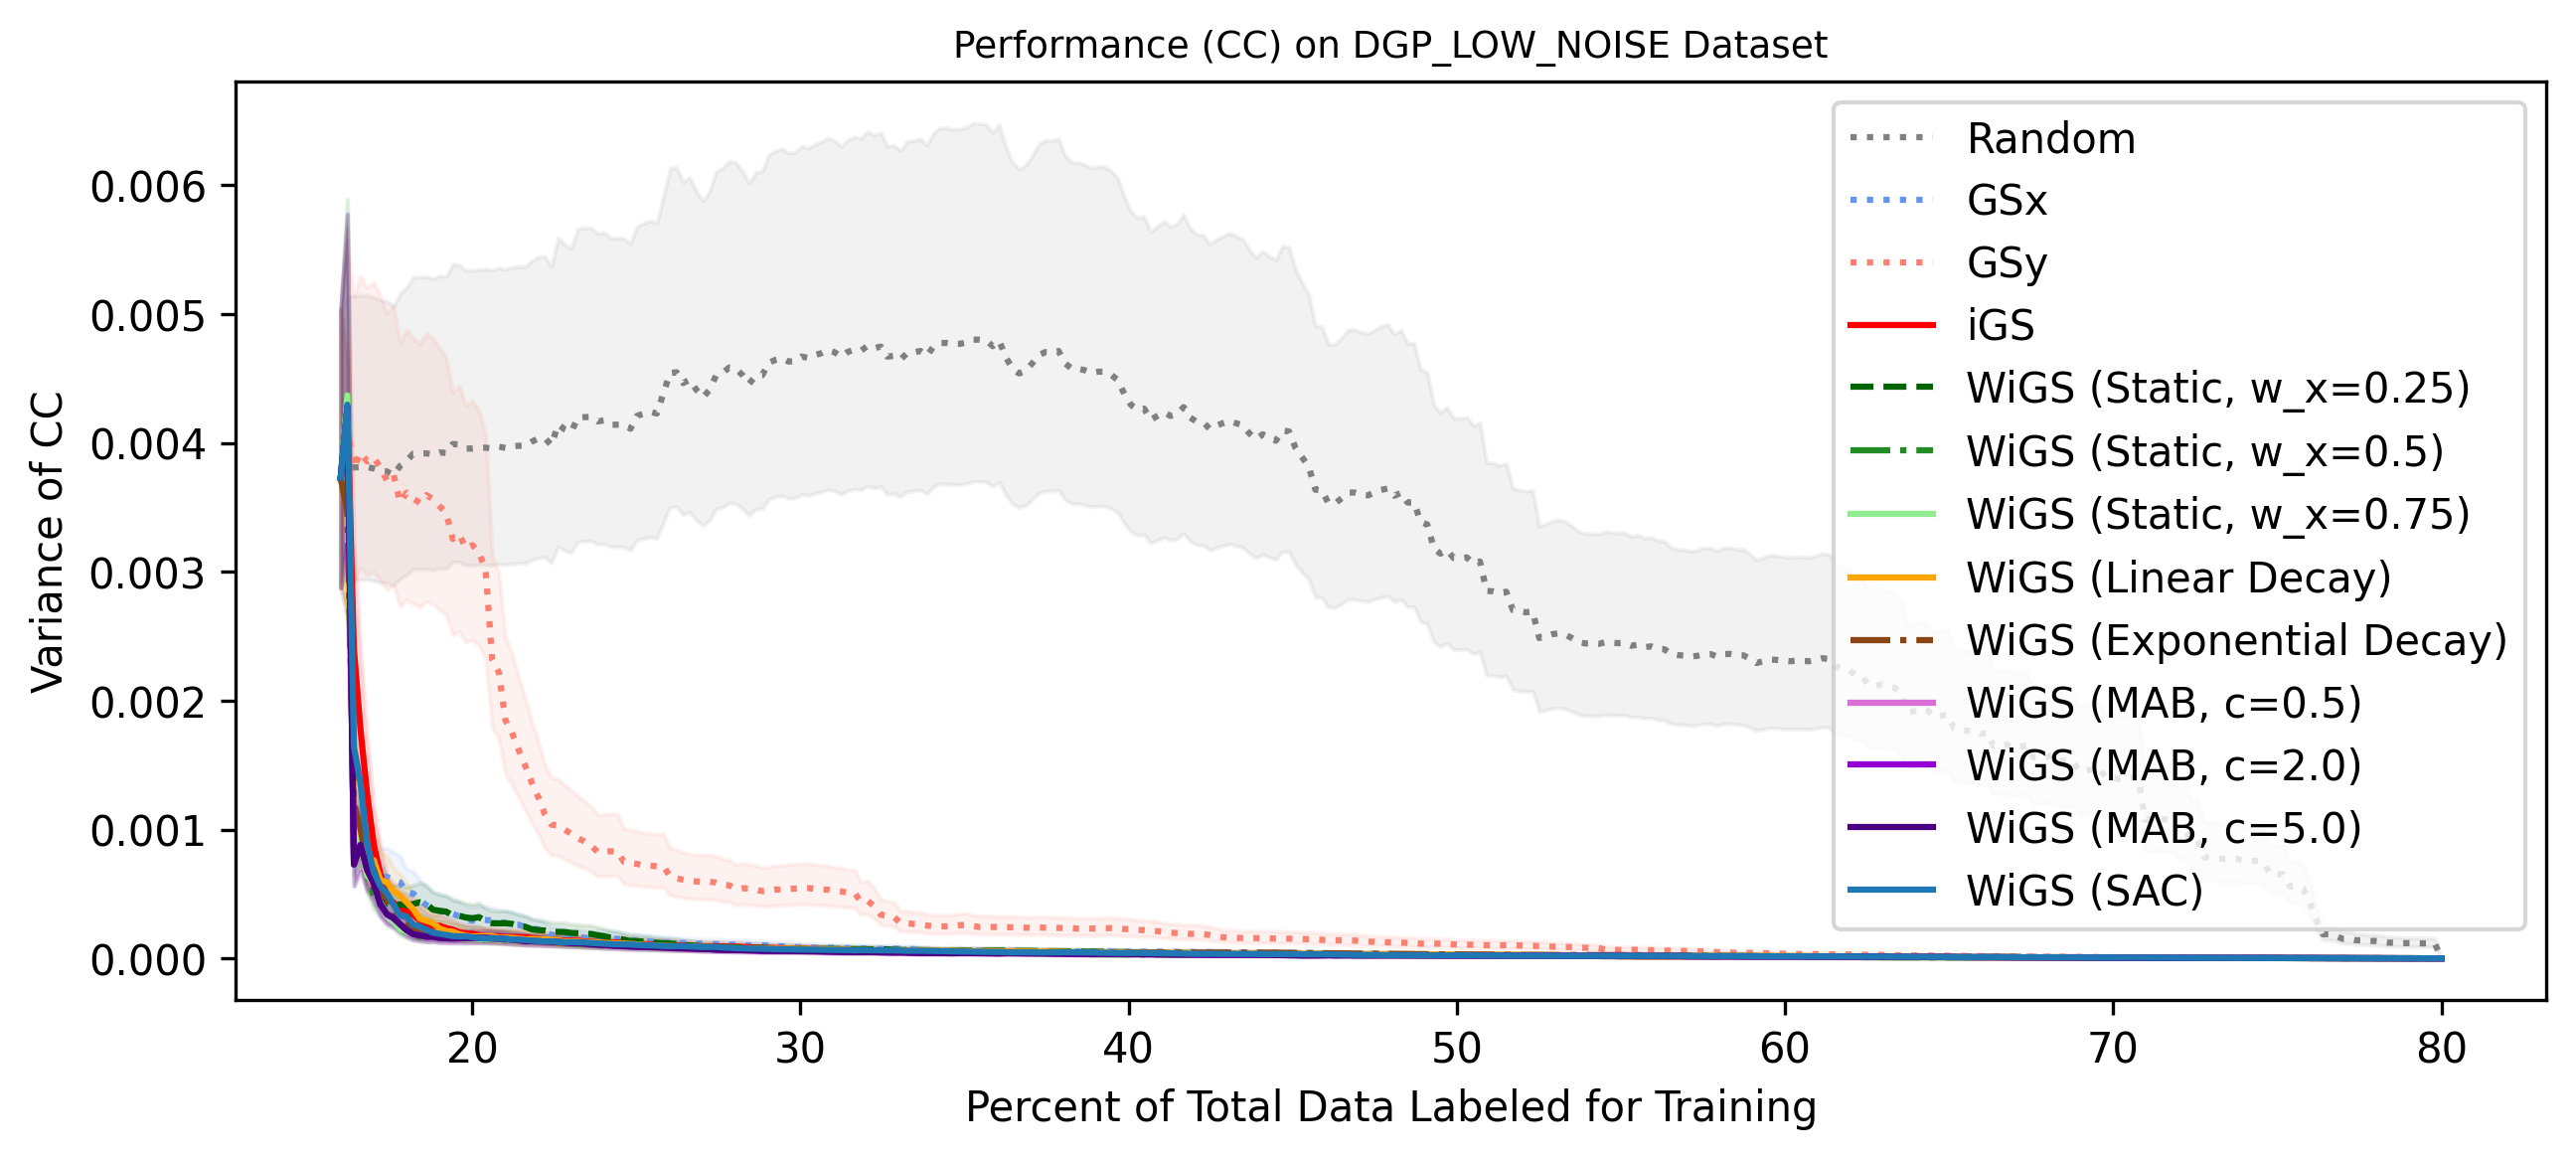 Performance (CC) on DGP_LOW_NOISE Dataset
Variance of CC
0.006
0.005
0.004
0.003
0.002
0.001
0.000
20 30 40 50 60 70 80
Percent of Total Data Labeled for Training
Random
GSx
GSy
iGS
WiGS (Static, w_x=0.25)
WiGS (Static, w_x=0.5)
WiGS (Static, w_x=0.75)
WiGS (Linear Decay)
WiGS (Exponential Decay)
WiGS (MAB, c=0.5)
WiGS (MAB, c=2.0)
WiGS (MAB, c=5.0)
WiGS (SAC)